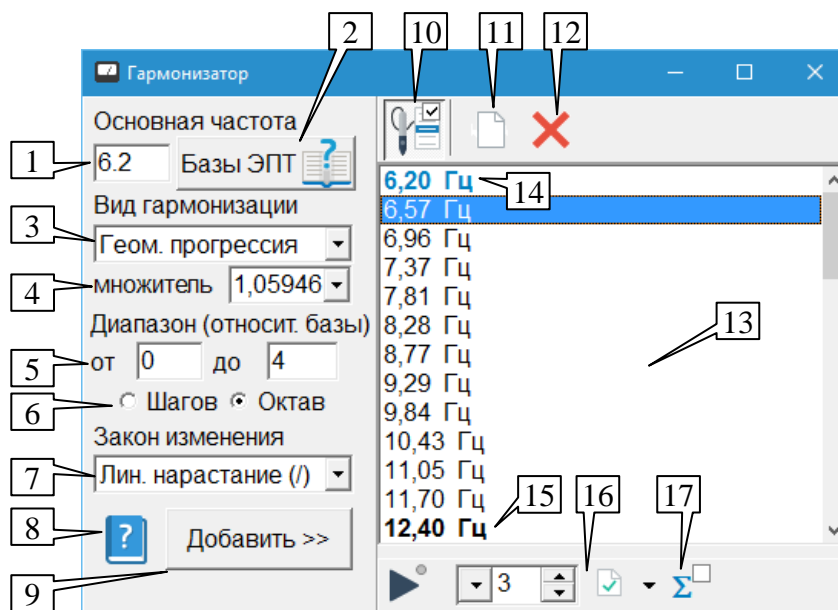 2
10
11
12
Гармонизатор
Основная частота
1
6.2
Базы ЭПТ
?
Вид гармонизации
3
Геом. прогрессия
4
множитель
1,05946
Диапазон (относит. базы)
5
от
0
до
4
6
Шагов
Октав
Закон изменения
7
Лин. нарастание (/)
8
?
Добавить >>
9
6,20 Гц
14
6,57 Гц
6,96 Гц
7,37 Гц
7,81 Гц
13
8,28 Гц
8,77 Гц
9,29 Гц
9,84 Гц
10,43 Гц
11,05 Гц
11,70 Гц
15
16
17
12,40 Гц
3
Σ